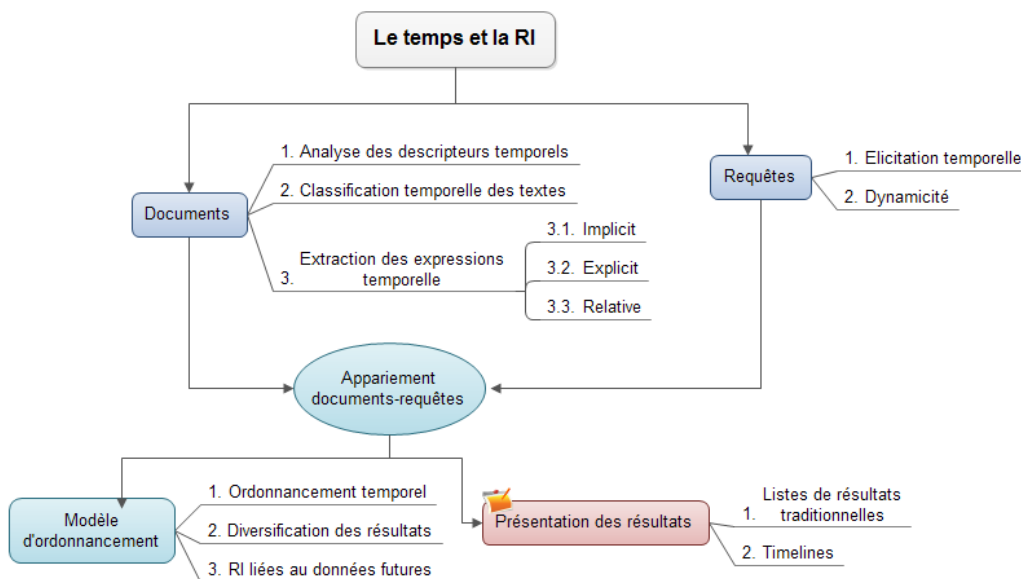 Le temps et la RI
1. Analyse des descripteurs temporels
2. Classification temporelle des textes
3. Extraction des expressions
temporelle
3.1. Implicit
3.2. Explicit
3.3. Relative
Documents
Requêtes
1. Elicitation temporelle
2. Dynamicité
Appariement
documents-requêtes
Modèle
d'ordonnancement
1. Ordonnancement temporel
2. Diversification des résultats
3. RI liées au données futures
Présentation des résultats
1. Listes de résultats
traditionnelles
2. Timelines